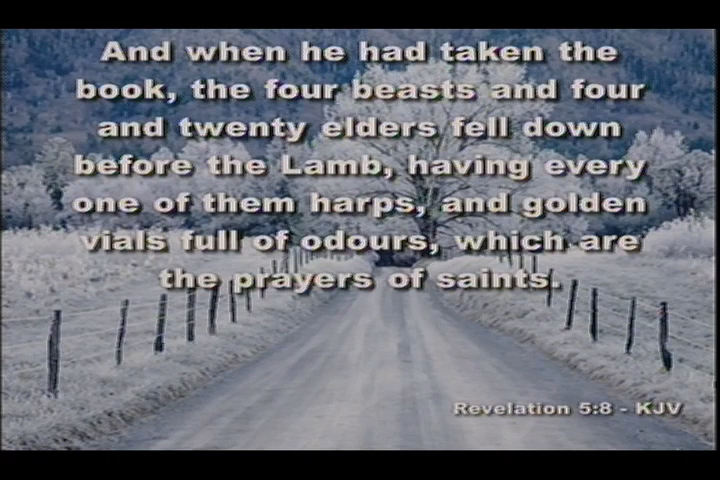 And when he had taken the
book, the four beasts and four
and twenty elders fell down
before the Lamb, having every
one of them harps, and golden
vials full of odours, which are
the prayers of saints.
Revelation 5:8 - KJV